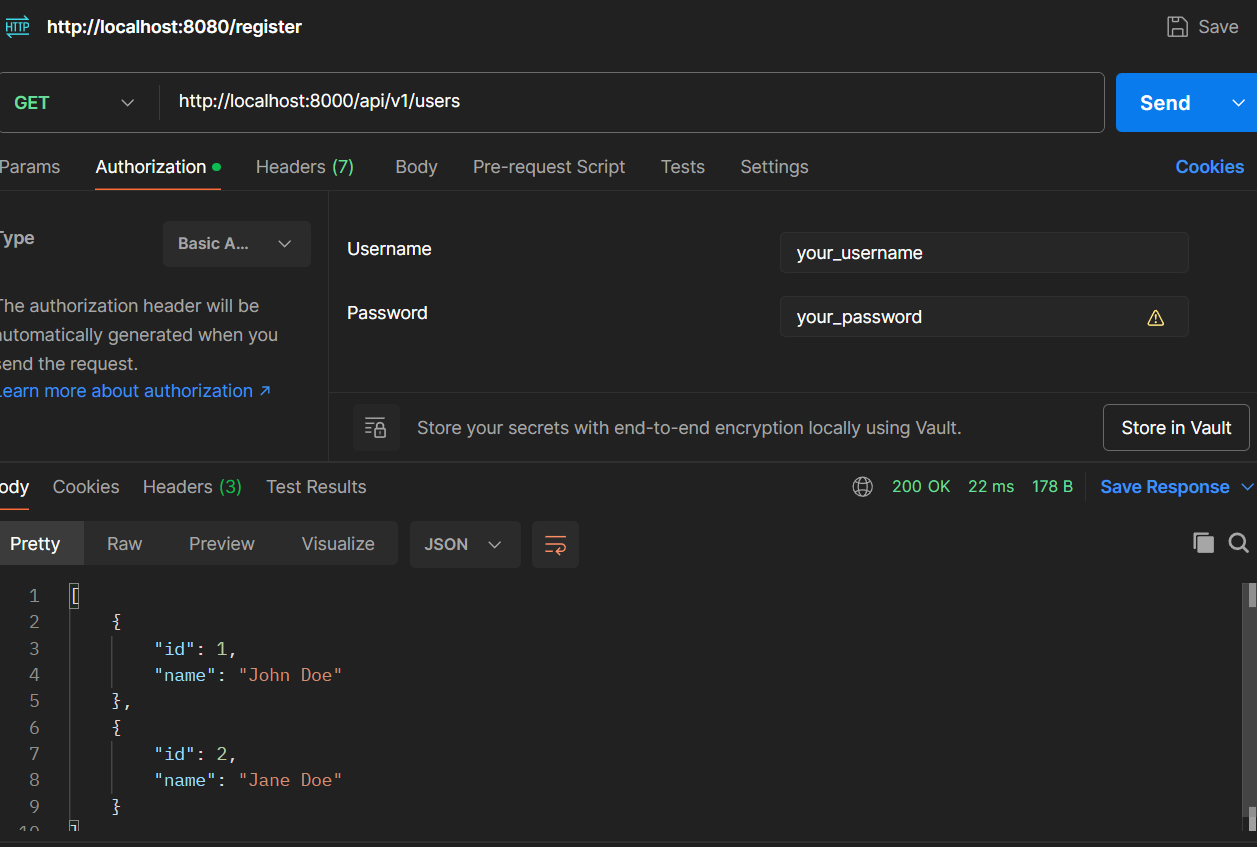 HTTP http://localhost:8080/register Save
GET http://localhost:8000/api/v1/users Send
Params Authorization Headers (7) Body Pre-request Script Tests Settings Cookies
Type Basic A... Username your_username
The authorization header will be
automatically generated when you
send the request.
Learn more about authorization ↗
Password your_password
Store your secrets with end-to-end encryption locally using Vault. Store in Vault
ody Cookies Headers (3) Test Results 200 OK 22 ms 178 B Save Response
Pretty Raw Preview Visualize JSON
1 [
2 {
3 "id": 1,
4 "name": "John Doe"
5 },
6 {
7 "id": 2,
8 "name": "Jane Doe"
9 }
10 ]